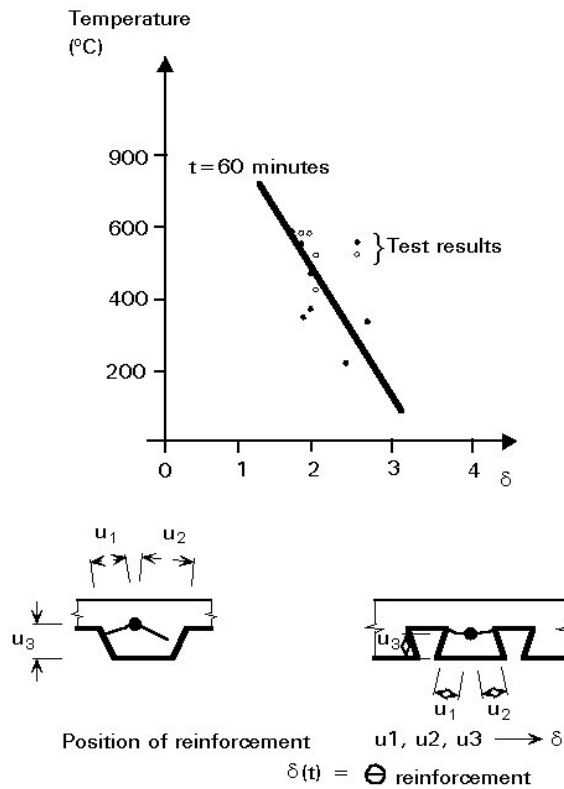 Temperature
(ºC)
900
t=60 minutes
600
Test results
400
200
0 1 2 3 4 δ
u1 u2
u3
u3
u1 u2
Position of reinforcement u1, u2, u3 → δ
δ(t) = Θ reinforcement